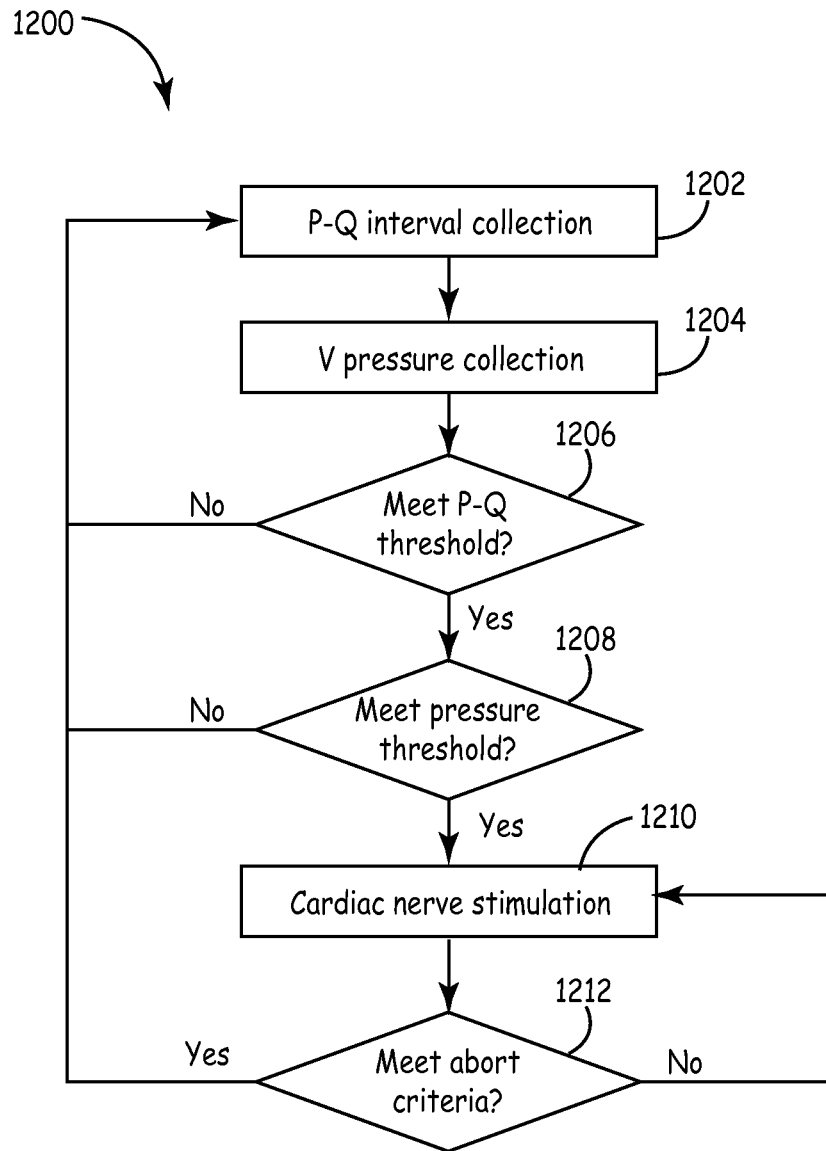 1200
1202
P-Q interval collection
1204
V pressure collection
1206
Meet P-Q
threshold?
No
Yes
1208
Meet pressure
threshold?
No
Yes
1210
Cardiac nerve stimulation
1212
Yes
Meet abort
criteria?
No